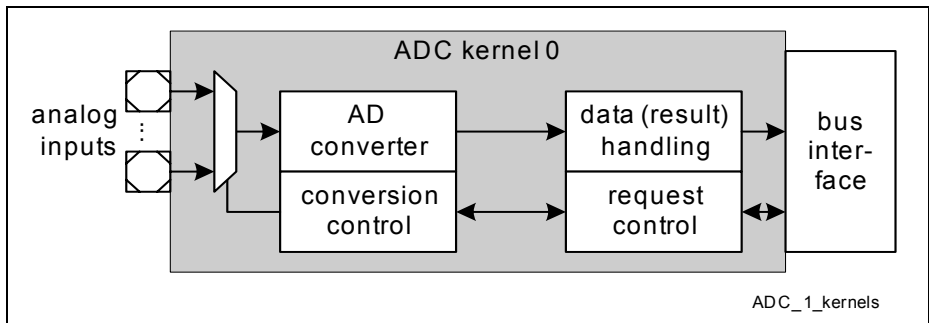 ADC kernel 0
analog
inputs
...
AD
converter
conversion
control
data (result)
handling
request
control
bus
inter-
face
ADC_1_kernels